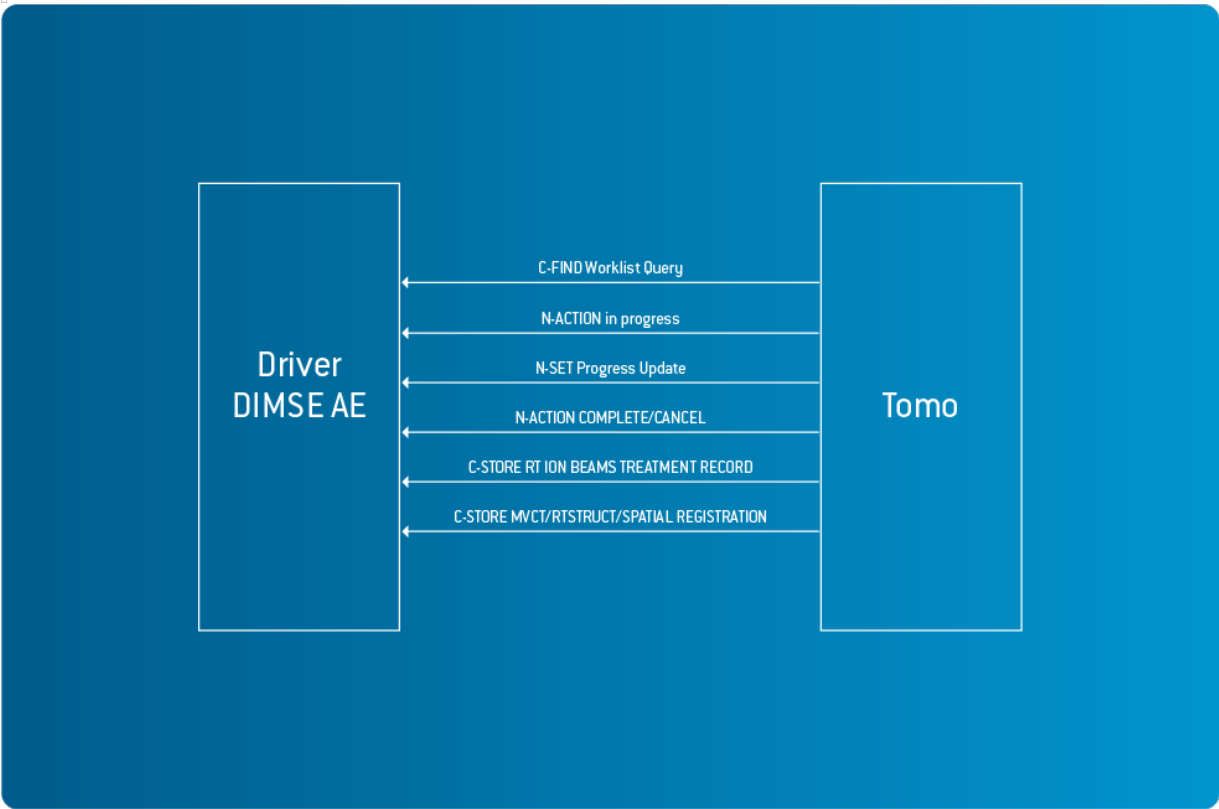 C-FIND Worklist Query
N-ACTION in progress
Driver
DIMSE AE
N-SET Progress Update
Tomo
N-ACTION COMPLETE/CANCEL
C-STORE RT ION BEAMS TREATMENT RECORD
C-STORE MVCT/RTSTRUCT/SPATIAL REGISTRATION